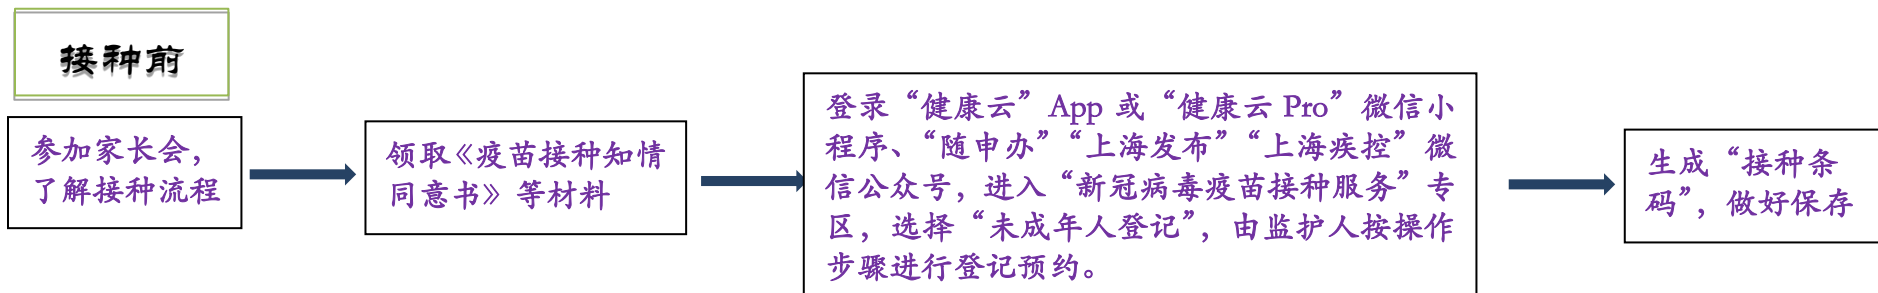 接种前
参加家长会，
了解接种流程
领取《疫苗接种知情
同意书》等材料
登录“健康云”App 或“健康云 Pro”微信小
程序、“随申办”“上海发布”“上海疾控”微
信公众号，进入“新冠病毒疫苗接种服务”专
区，选择“未成年人登记”，由监护人按操作
步骤进行登记预约。
生成“接种条
码”，做好保存